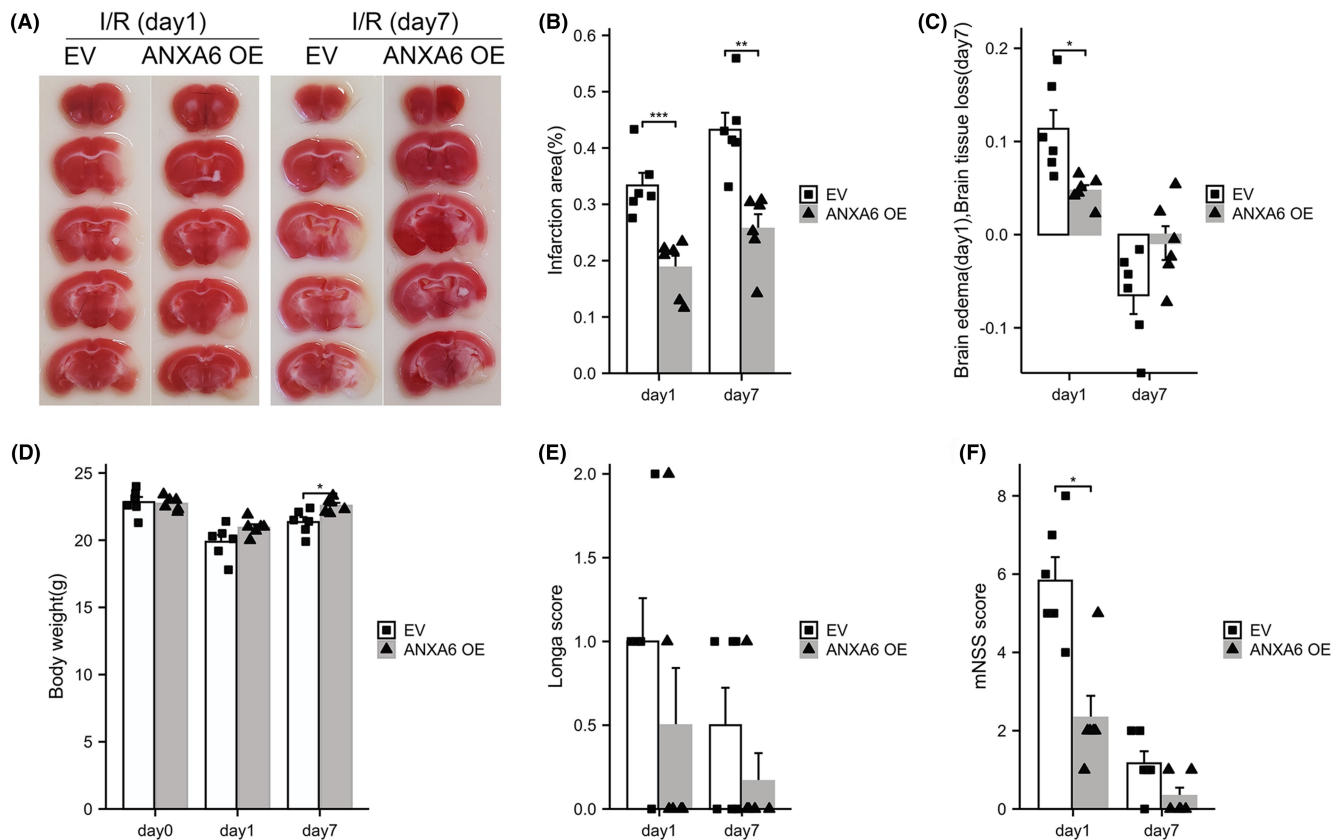 (A)
I/R (day1)
I/R (day7)
EV
ANXA6 OE
EV
ANXA6 OE
(B)
Infarction area(%)
0.6
0.5
0.4
0.3
0.2
0.1
0.0
***
**
day1
day7
EV
ANXA6 OE
(C)
Brain edema(day1),Brain tissue loss(day7)
0.2
0.1
0.0
-0.1
*
day1
day7
EV
ANXA6 OE
(D)
Body weight(g)
25
20
15
10
5
0
*
day0
day1
day7
EV
ANXA6 OE
(E)
Longa score
2.0
1.5
1.0
0.5
0.0
day1
day7
EV
ANXA6 OE
(F)
mNSS score
8
6
4
2
0
*
day1
day7
EV
ANXA6 OE